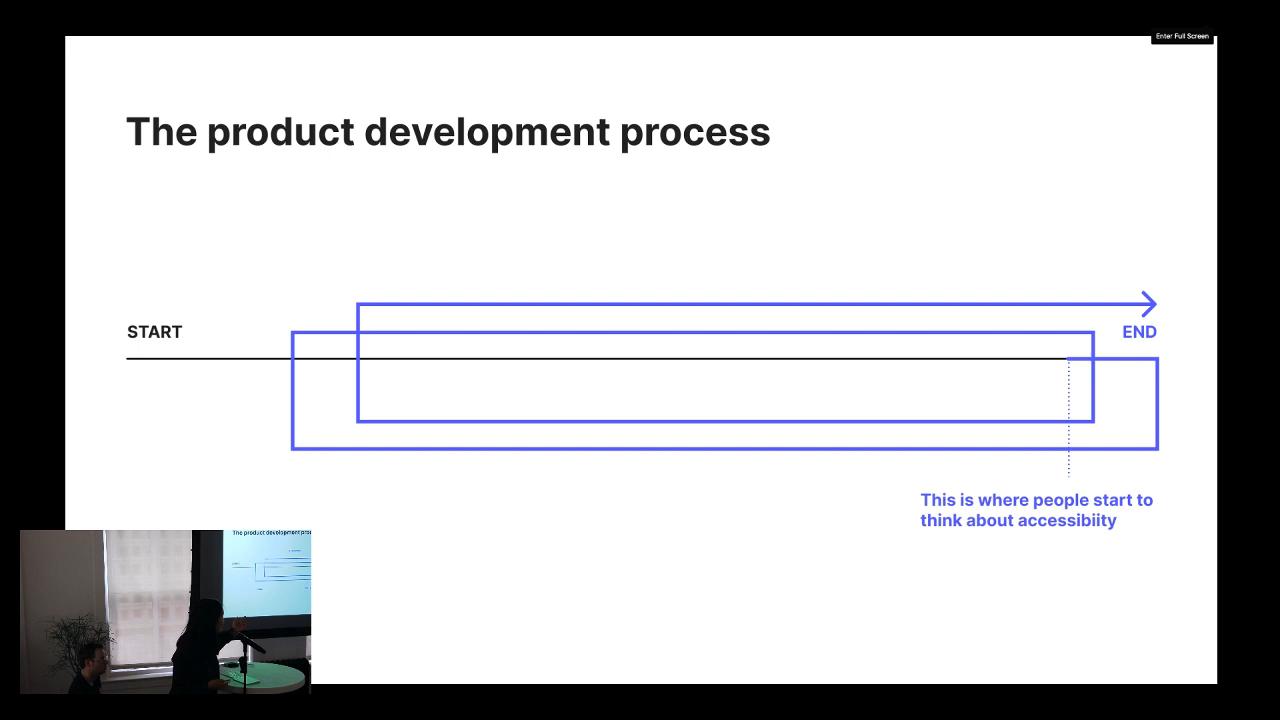 Enter Full Screen
The product development process
START
END
This is where people start to
think about accessibiity
The product development proc